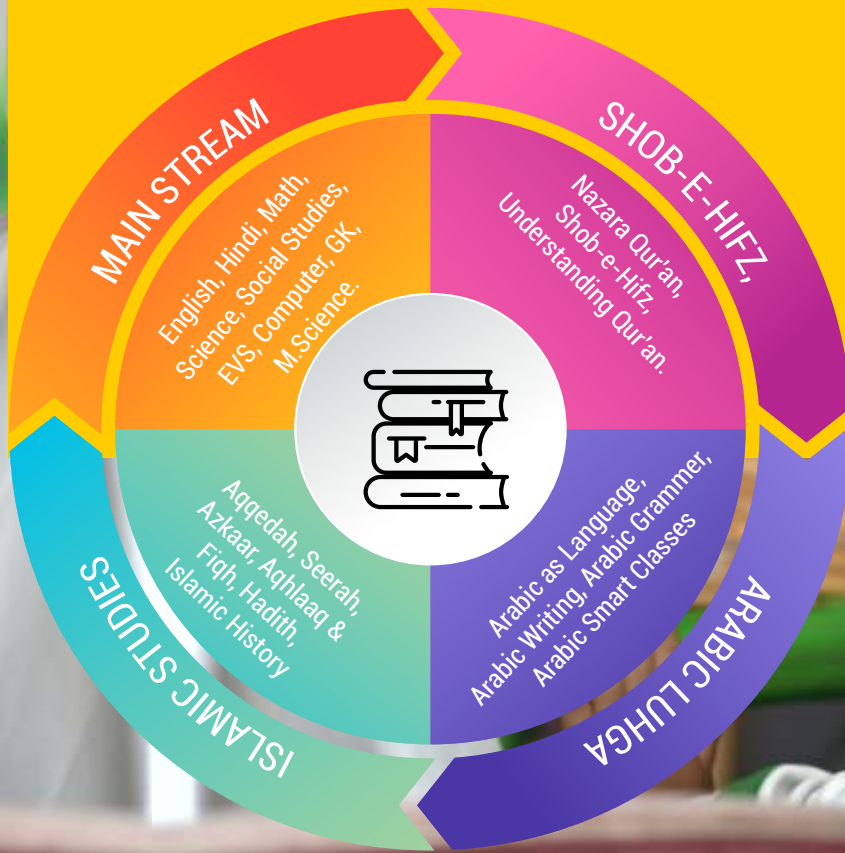 MAIN STREAM
English, Hindi, Math,
Science, Social Studies,
EVS, Computer, GK,
M.Science.
SHOB-E-HIFZ,
Nazara Qur'an,
Shob-e-Hifz,
Understanding Qur'an.
ARABIC LUHGA
Arabic as Language,
Arabic Writing, Arabic Grammer,
Arabic Smart Classes
ISLAMIC STUDIES
Aqqedah, Seerah,
Azkaar, Aqhlaaq &
Fiqh, Hadith,
Islamic History